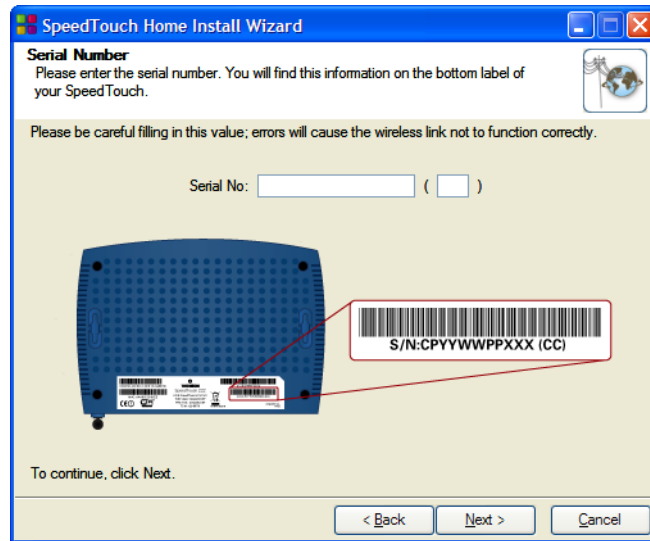 SpeedTouch Home Install Wizard
Serial Number
Please enter the serial number. You will find this information on the bottom label of
your SpeedTouch.
Please be careful filling in this value; errors will cause the wireless link not to function correctly.
Serial No: ( )
S/N:CPYYWWPPXXX (CC)
To continue, click Next.
< Back Next > Cancel